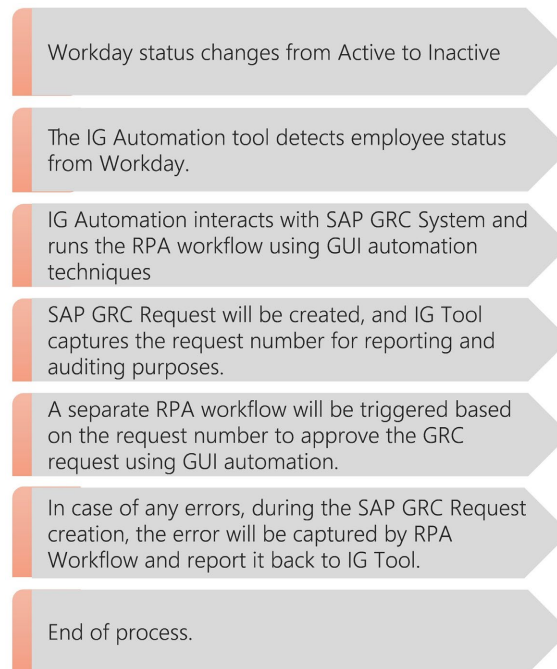 Workday status changes from Active to Inactive
The IG Automation tool detects employee status
from Workday.
IG Automation interacts with SAP GRC System and
runs the RPA workflow using GUI automation
techniques
SAP GRC Request will be created, and IG Tool
captures the request number for reporting and
auditing purposes.
A separate RPA workflow will be triggered based
on the request number to approve the GRC
request using GUI automation.
In case of any errors, during the SAP GRC Request
creation, the error will be captured by RPA
Workflow and report it back to IG Tool.
End of process.